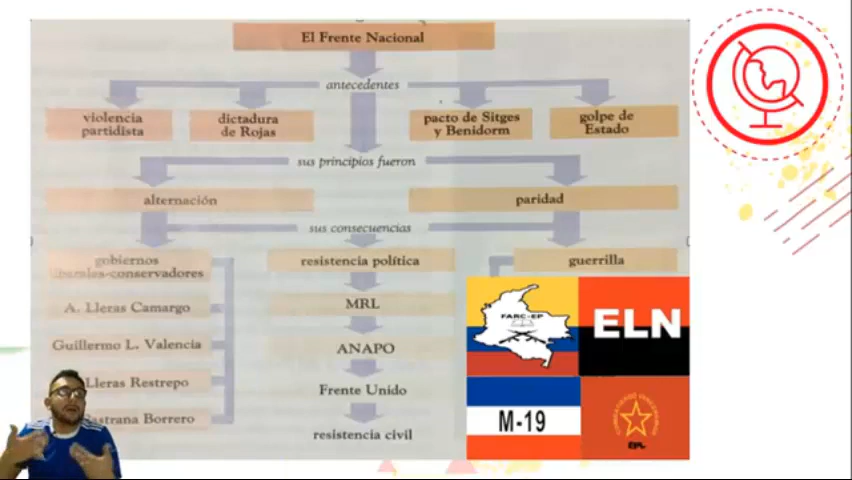 El Frente Nacional
antecedentes
violencia
partidista
dictadura
de Rojas
pacto de Sitges
y Benidorm
golpe de
Estado
sus principios fueron
alternación
paridad
sus consecuencias
gobiernos
liberales-conservadores
resistencia política
guerrilla
A. Lleras Camargo
MRL
Guillermo L. Valencia
ANAPO
Lleras Restrepo
Frente Unido
Pastrana Borrero
resistencia civil
FARC-EP
ELN
M-19
EPL